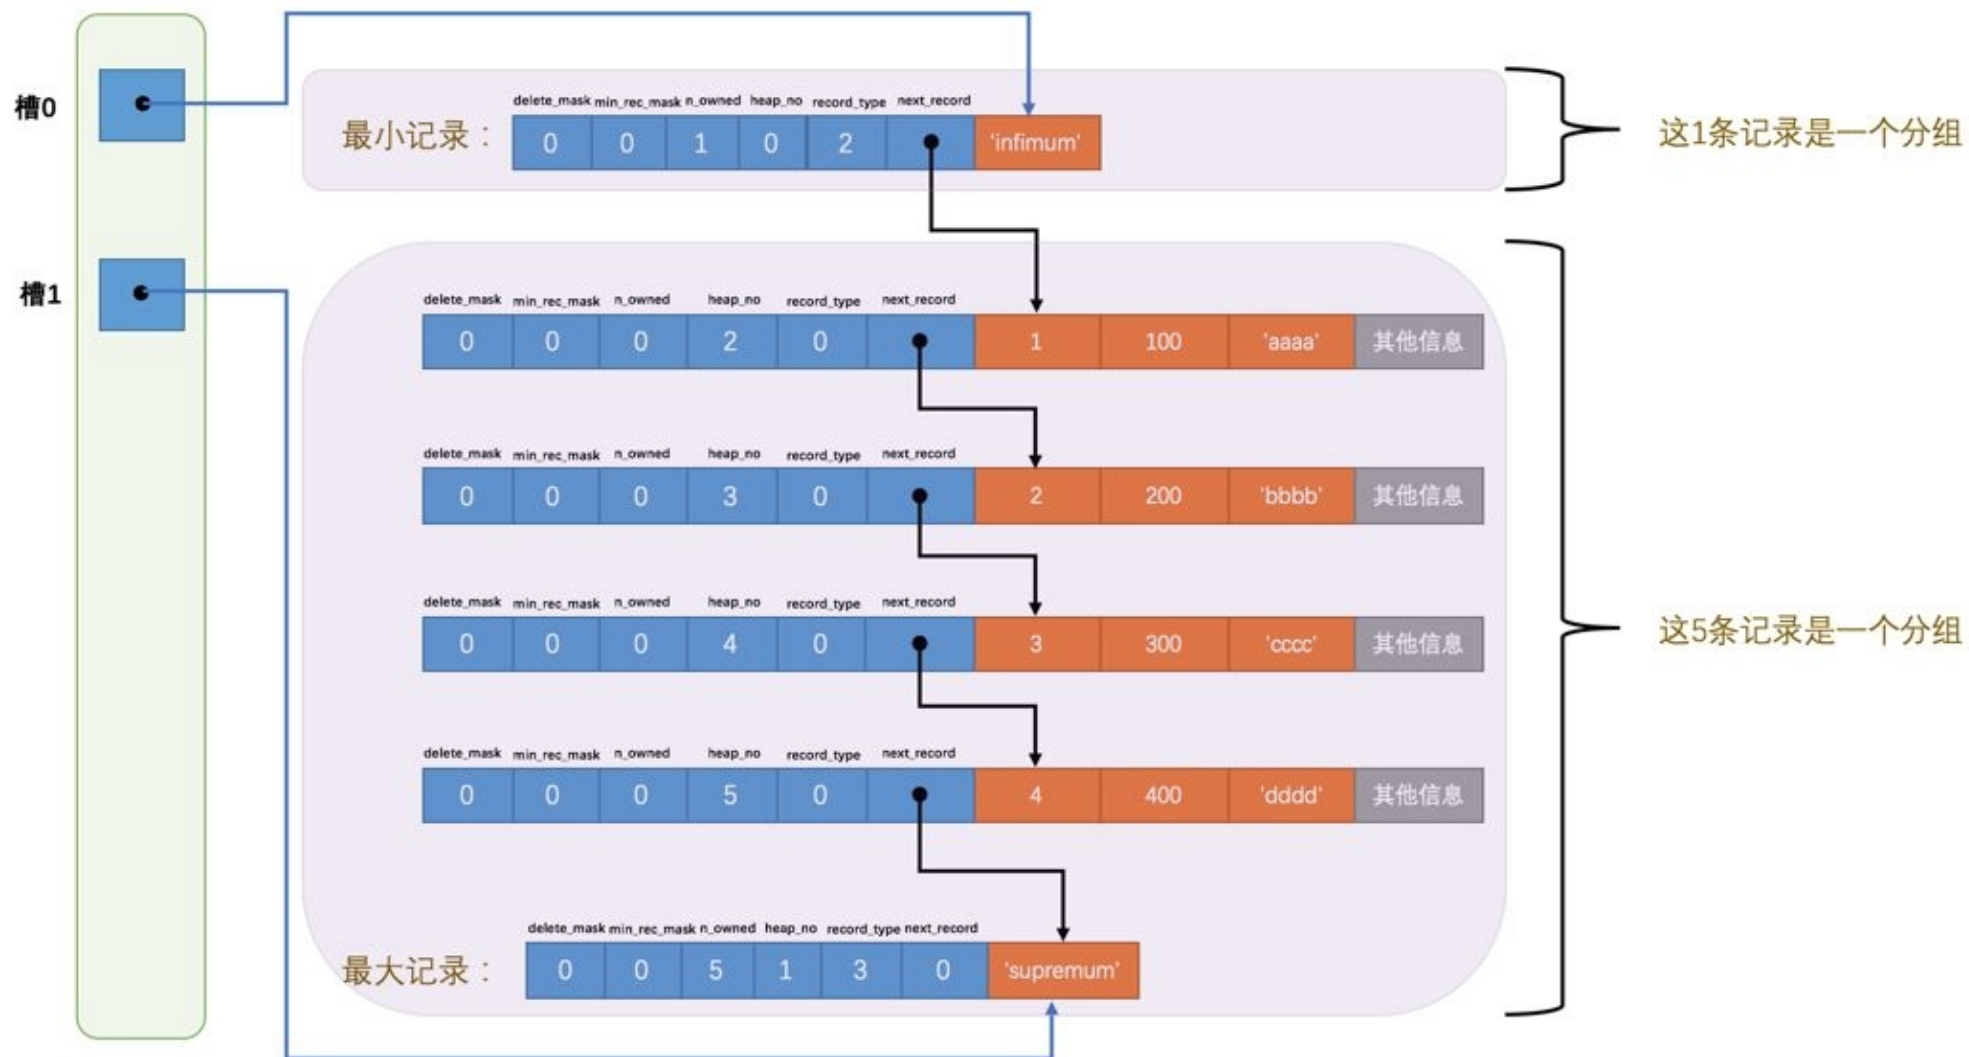 槽0
delete_mask min_rec_mask n_owned heap_no record_type next_record
最小记录： 0 0 1 0 2 'infimum'
这1条记录是一个分组
槽1
delete_mask min_rec_mask n_owned heap_no record_type next_record
0 0 0 2 0 1 100 'aaaa' 其他信息
delete_mask min_rec_mask n_owned heap_no record_type next_record
0 0 0 3 0 2 200 'bbbb' 其他信息
delete_mask min_rec_mask n_owned heap_no record_type next_record
0 0 0 4 0 3 300 'cccc' 其他信息
这5条记录是一个分组
delete_mask min_rec_mask n_owned heap_no record_type next_record
0 0 0 5 0 4 400 'dddd' 其他信息
delete_mask min_rec_mask n_owned heap_no record_type next_record
最大记录： 0 0 5 1 3 0 'supremum'